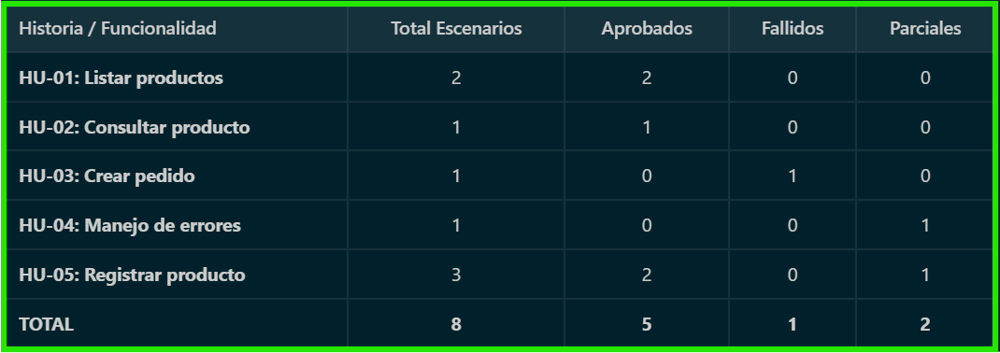 Historia / Funcionalidad Total Escenarios Aprobados Fallidos Parciales
HU-01: Listar productos 2 2 0 0
HU-02: Consultar producto 1 1 0 0
HU-03: Crear pedido 1 0 1 0
HU-04: Manejo de errores 1 0 0 1
HU-05: Registrar producto 3 2 0 1
TOTAL 8 5 1 2